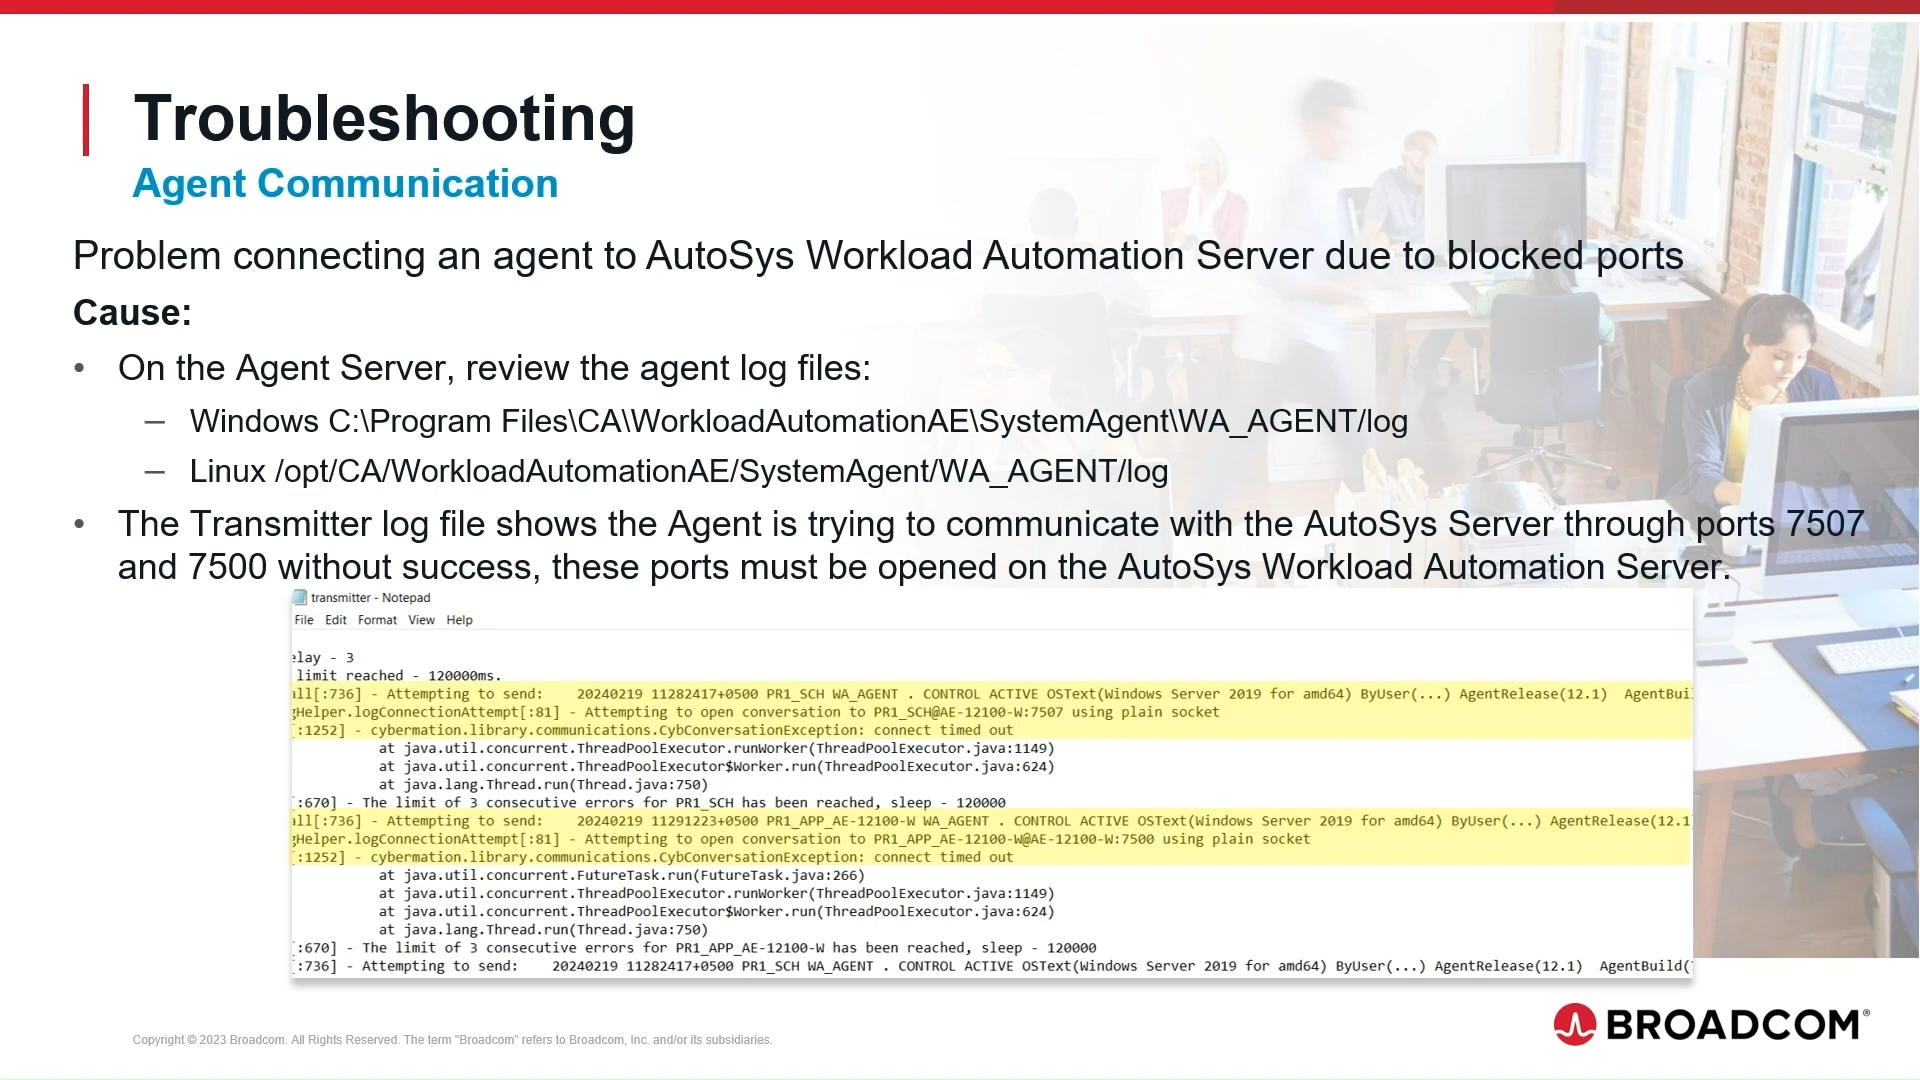 Troubleshooting
Agent Communication
Problem connecting an agent to AutoSys Workload Automation Server due to blocked ports
Cause:
• On the Agent Server, review the agent log files:
– Windows C:\Program Files\CA\WorkloadAutomationAE\SystemAgent\WA_AGENT/log
– Linux /opt/CA/WorkloadAutomationAE/SystemAgent/WA_AGENT/log
• The Transmitter log file shows the Agent is trying to communicate with the AutoSys Server through ports 7507
and 7500 without success, these ports must be opened on the AutoSys Workload Automation Server.
transmitter - Notepad
File Edit Format View Help
elay - 3
limit reached - 120000ms.
all[:736] - Attempting to send: 20240219 11282417+0500 PR1_SCH WA_AGENT . CONTROL ACTIVE OSText(Windows Server 2019 for amd64) ByUser(...) AgentRelease(12.1) AgentBui
gHelper.logConnectionAttempt[:81] - Attempting to open conversation to PR1_SCH@AE-12100-W:7507 using plain socket
[:1252] - cybermation.library.communications.CybConversationException: connect timed out
at java.util.concurrent.ThreadPoolExecutor.runWorker(ThreadPoolExecutor.java:1149)
at java.util.concurrent.ThreadPoolExecutor$Worker.run(ThreadPoolExecutor.java:624)
at java.lang.Thread.run(Thread.java:750)
[:670] - The limit of 3 consecutive errors for PR1_SCH has been reached, sleep - 120000
all[:736] - Attempting to send: 20240219 11291223+0500 PR1_APP_AE-12100-W WA_AGENT . CONTROL ACTIVE OSText(Windows Server 2019 for amd64) ByUser(...) AgentRelease(12.1
gHelper.logConnectionAttempt[:81] - Attempting to open conversation to PR1_APP_AE-12100-W@AE-12100-W:7500 using plain socket
[:1252] - cybermation.library.communications.CybConversationException: connect timed out
at java.util.concurrent.FutureTask.run(FutureTask.java:266)
at java.util.concurrent.ThreadPoolExecutor.runWorker(ThreadPoolExecutor.java:1149)
at java.util.concurrent.ThreadPoolExecutor$Worker.run(ThreadPoolExecutor.java:624)
at java.lang.Thread.run(Thread.java:750)
[:670] - The limit of 3 consecutive errors for PR1_APP_AE-12100-W has been reached, sleep - 120000
[:736] - Attempting to send: 20240219 11282417+0500 PR1_SCH WA_AGENT . CONTROL ACTIVE OSText(Windows Server 2019 for amd64) ByUser(...) AgentRelease(12.1) AgentBuild(
Copyright © 2023 Broadcom. All Rights Reserved. The term "Broadcom" refers to Broadcom, Inc. and/or its subsidiaries.
BROADCOM®